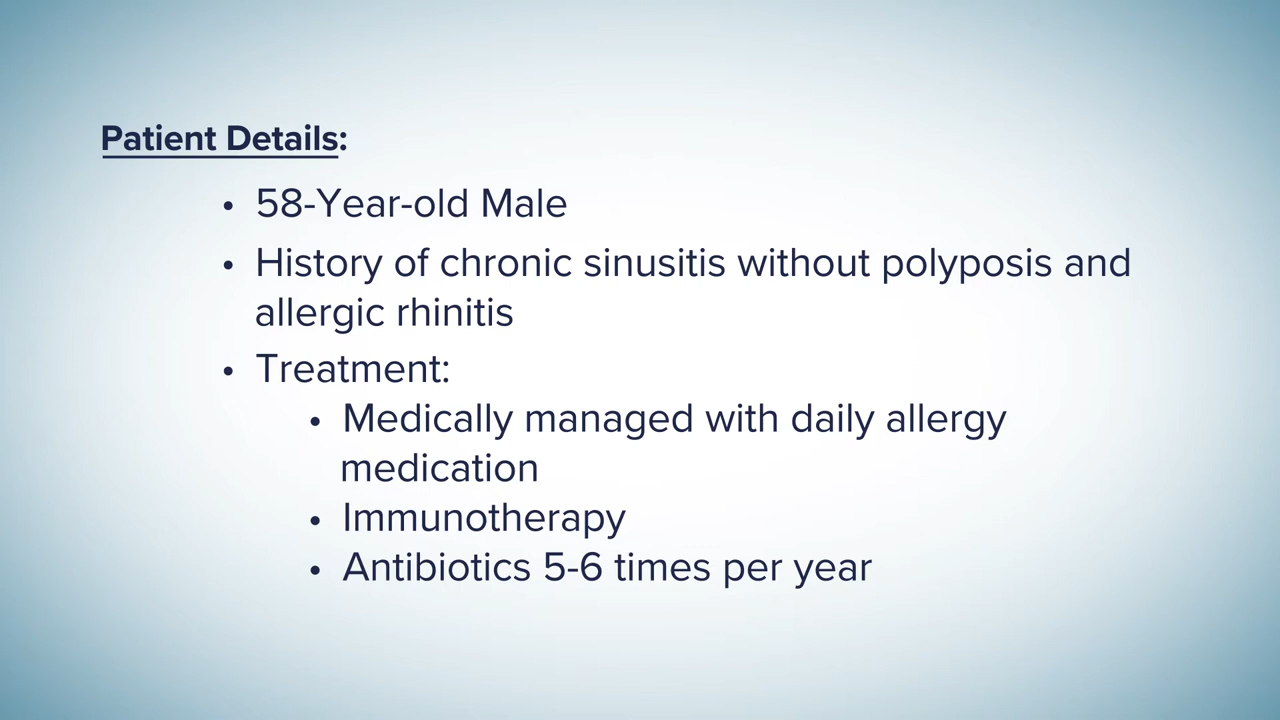 Patient Details:
• 58-Year-old Male
• History of chronic sinusitis without polyposis and
allergic rhinitis
• Treatment:
• Medically managed with daily allergy
medication
• Immunotherapy
• Antibiotics 5-6 times per year